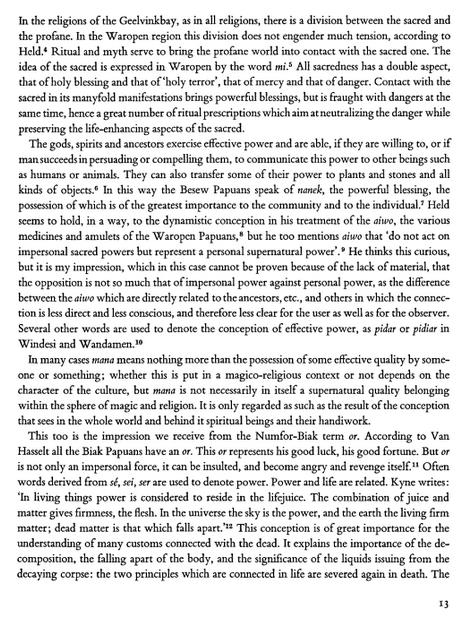 In the religions of the Geelvinkbay, as in all religions, there is a division between the sacred and
the profane. In the Waropen region this division does not engender much tension, according to
Held.⁴ Ritual and myth serve to bring the profane world into contact with the sacred one. The
idea of the sacred is expressed in Waropen by the word mi.⁵ All sacredness has a double aspect,
that of holy blessing and that of 'holy terror', that of mercy and that of danger. Contact with the
sacred in its manyfold manifestations brings powerful blessings, but is fraught with dangers at the
same time, hence a great number of ritual prescriptions which aim at neutralizing the danger while
preserving the life-enhancing aspects of the sacred.
The gods, spirits and ancestors exercise effective power and are able, if they are willing to, or if
man succeeds in persuading or compelling them, to communicate this power to other beings such
as humans or animals. They can also transfer some of their power to plants and stones and all
kinds of objects.⁶ In this way the Besew Papuans speak of nanek, the powerful blessing, the
possession of which is of the greatest importance to the community and to the individual.⁷ Held
seems to hold, in a way, to the dynamistic conception in his treatment of the aiwo, the various
medicines and amulets of the Waropen Papuans,⁸ but he too mentions aiwo that 'do not act on
impersonal sacred powers but represent a personal supernatural power'.⁹ He thinks this curious,
but it is my impression, which in this case cannot be proven because of the lack of material, that
the opposition is not so much that of impersonal power against personal power, as the difference
between the aiwo which are directly related to the ancestors, etc., and others in which the connec-
tion is less direct and less conscious, and therefore less clear for the user as well as for the observer.
Several other words are used to denote the conception of effective power, as pidar or pidiar in
Windesi and Wandamen.¹⁰
In many cases mana means nothing more than the possession of some effective quality by some-
one or something; whether this is put in a magico-religious context or not depends on the
character of the culture, but mana is not necessarily in itself a supernatural quality belonging
within the sphere of magic and religion. It is only regarded as such as the result of the conception
that sees in the whole world and behind it spiritual beings and their handiwork.
This too is the impression we receive from the Numfor-Biak term or. According to Van
Hasselt all the Biak Papuans have an or. This or represents his good luck, his good fortune. But or
is not only an impersonal force, it can be insulted, and become angry and revenge itself.¹¹ Often
words derived from sé, sei, ser are used to denote power. Power and life are related. Kyne writes:
'In living things power is considered to reside in the lifejuice. The combination of juice and
matter gives firmness, the flesh. In the universe the sky is the power, and the earth the living firm
matter; dead matter is that which falls apart.'¹² This conception is of great importance for the
understanding of many customs connected with the dead. It explains the importance of the de-
composition, the falling apart of the body, and the significance of the liquids issuing from the
decaying corpse: the two principles which are connected in life are severed again in death. The
13